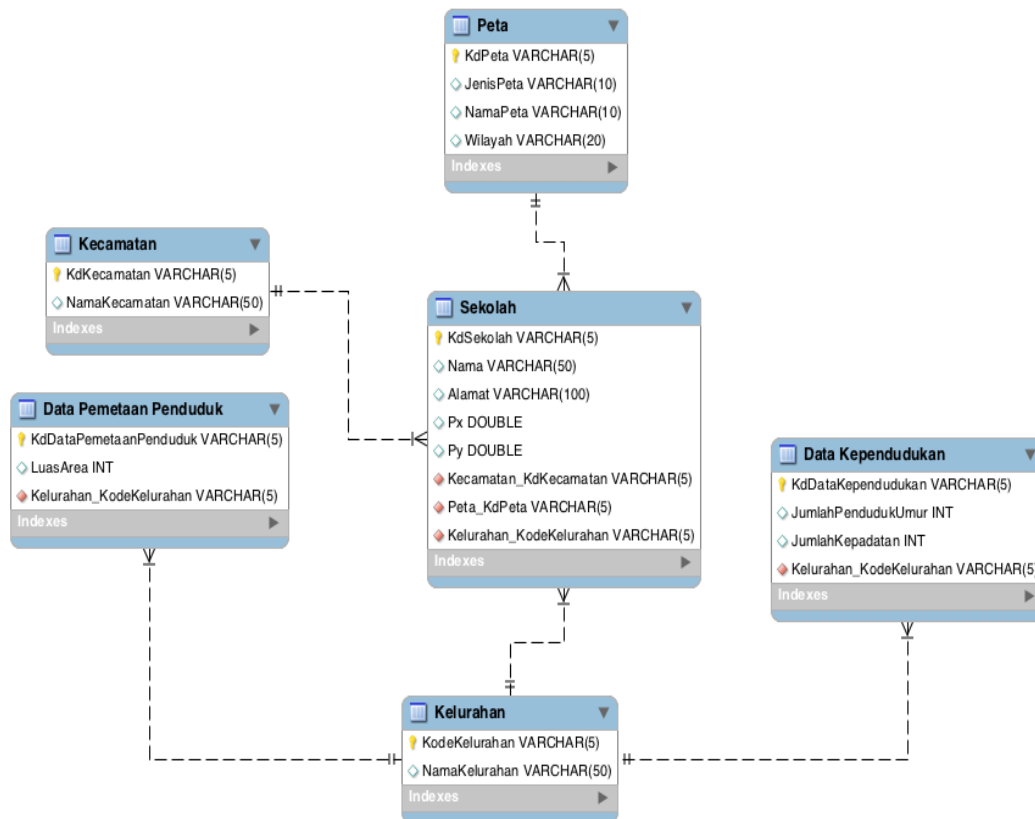 Peta
KdPeta VARCHAR(5)
JenisPeta VARCHAR(10)
NamaPeta VARCHAR(10)
Wilayah VARCHAR(20)
Indexes
Kecamatan
KdKecamatan VARCHAR(5)
NamaKecamatan VARCHAR(50)
Indexes
Sekolah
KdSekolah VARCHAR(5)
Nama VARCHAR(50)
Alamat VARCHAR(100)
Px DOUBLE
Py DOUBLE
Kecamatan_KdKecamatan VARCHAR(5)
Peta_KdPeta VARCHAR(5)
Kelurahan_KodeKelurahan VARCHAR(5)
Indexes
Data Pemetaan Penduduk
KdDataPemetaanPenduduk VARCHAR(5)
LuasArea INT
Kelurahan_KodeKelurahan VARCHAR(5)
Indexes
Data Kependudukan
KdDataKependudukan VARCHAR(5)
JumlahPendudukUmur INT
JumlahKepadatan INT
Kelurahan_KodeKelurahan VARCHAR(5)
Indexes
Kelurahan
KodeKelurahan VARCHAR(5)
NamaKelurahan VARCHAR(50)
Indexes